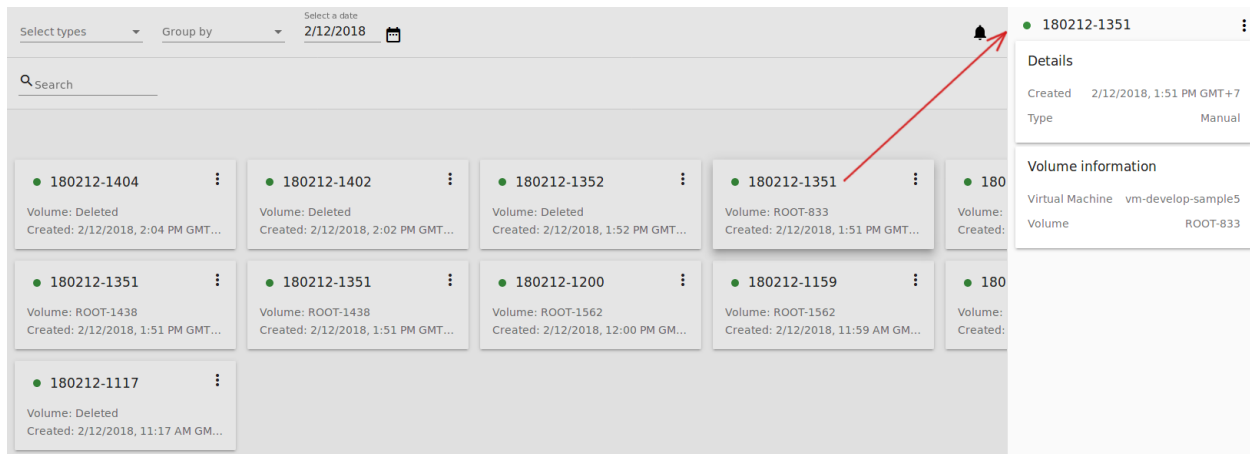 Select types
Group by
Select a date
2/12/2018
Search
180212-1404
Volume: Deleted
Created: 2/12/2018, 2:04 PM GMT...
180212-1402
Volume: Deleted
Created: 2/12/2018, 2:02 PM GMT...
180212-1352
Volume: Deleted
Created: 2/12/2018, 1:52 PM GMT...
180212-1351
Volume: ROOT-833
Created: 2/12/2018, 1:51 PM GMT...
180
Volume:
Created:
180212-1351
Volume: ROOT-1438
Created: 2/12/2018, 1:51 PM GMT...
180212-1351
Volume: ROOT-1438
Created: 2/12/2018, 1:51 PM GMT...
180212-1200
Volume: ROOT-1562
Created: 2/12/2018, 12:00 PM GM...
180212-1159
Volume: ROOT-1562
Created: 2/12/2018, 11:59 AM GM...
180
Volume:
Created:
180212-1117
Volume: Deleted
Created: 2/12/2018, 11:17 AM GM...
180212-1351
Details
Created 2/12/2018, 1:51 PM GMT+7
Type Manual
Volume information
Virtual Machine vm-develop-sample5
Volume ROOT-833